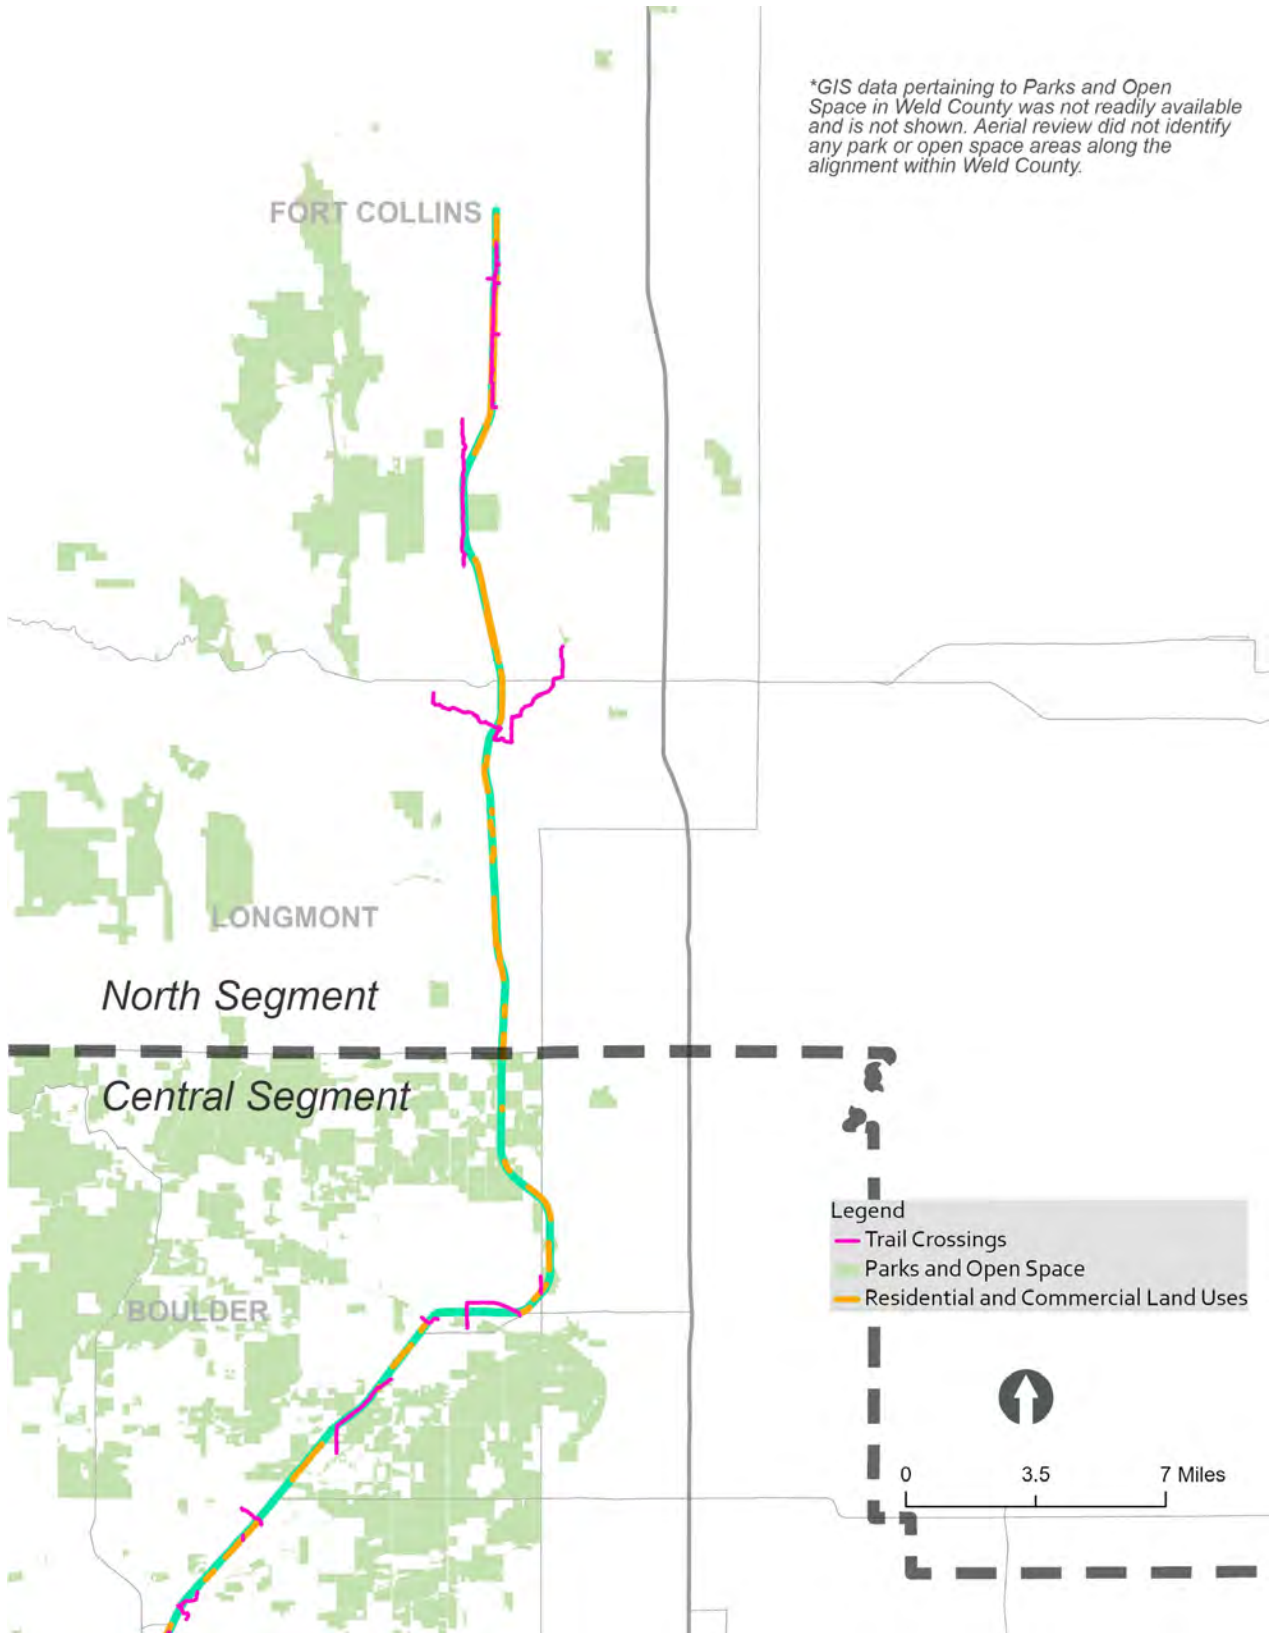 *GIS data pertaining to Parks and Open
Space in Weld County was not readily available
and is not shown. Aerial review did not identify
any park or open space areas along the
alignment within Weld County.
FORT COLLINS
LONGMONT
North Segment
Central Segment
BOULDER
Legend
Trail Crossings
Parks and Open Space
Residential and Commercial Land Uses
0 3.5 7 Miles